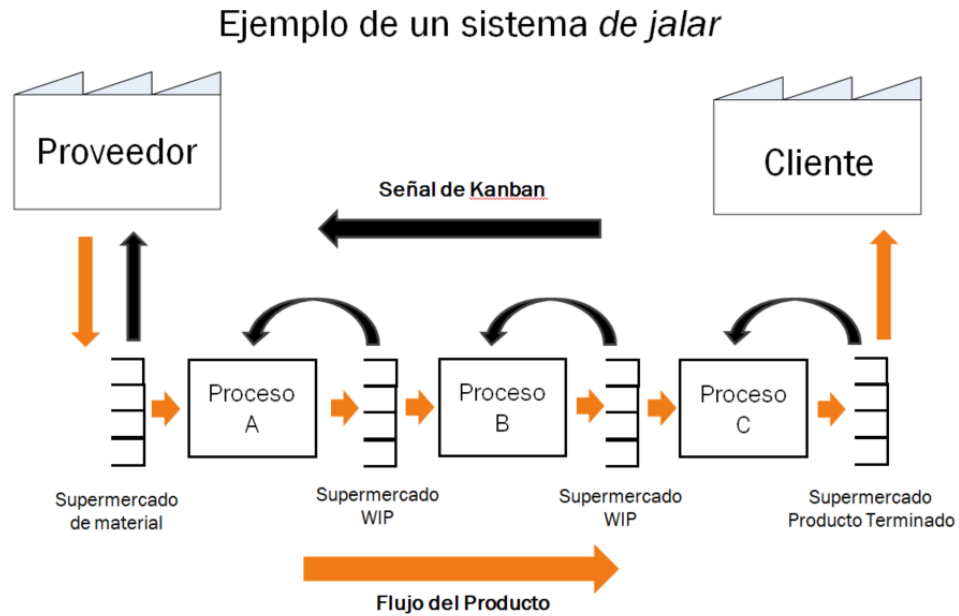 Ejemplo de un sistema de jalar
Proveedor
Cliente
Señal de Kanban
Proceso
A
Proceso
B
Proceso
C
Supermercado
de material
Supermercado
WIP
Supermercado
WIP
Supermercado
Producto Terminado
Flujo del Producto